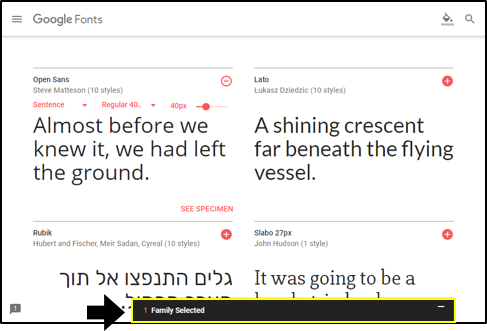 Google Fonts
Open Sans
Steve Matteson (10 styles)
Sentence Regular 40.. 40px
Almost before we
knew it, we had left
the ground.
SEE SPECIMEN
Lato
Łukasz Dziedzic (10 styles)
A shining crescent
far beneath the flying
vessel.
Rubik
Hubert and Fischer, Meir Sadan, Cyreal (10 styles)
גלים התנפצו אל תוך
Slabo 27px
John Hudson (1 style)
It was going to be a
1 Family Selected